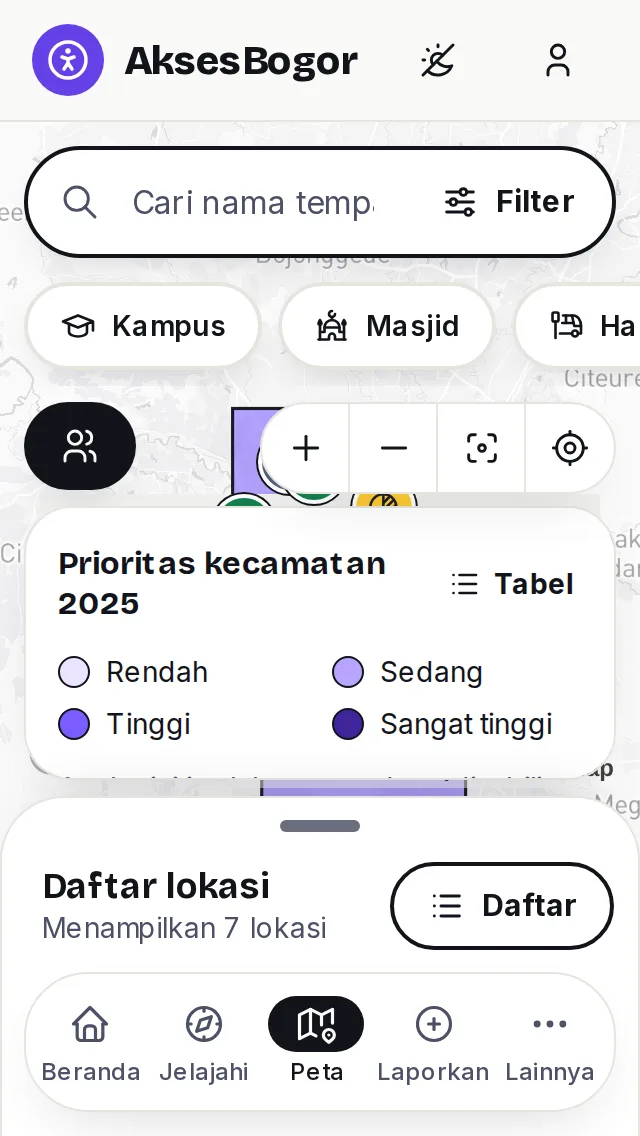 AksesBogor
Cari nama temp
Filter
Bojonggede
Kampus
Masjid
Ha
Citeure
Prioritas kecamatan
2025
Tabel
Rendah
Sedang
Tinggi
Sangat tinggi
Daftar lokasi
Menampilkan 7 lokasi
Daftar
Beranda
Jelajahi
Peta
Laporkan
Lainnya